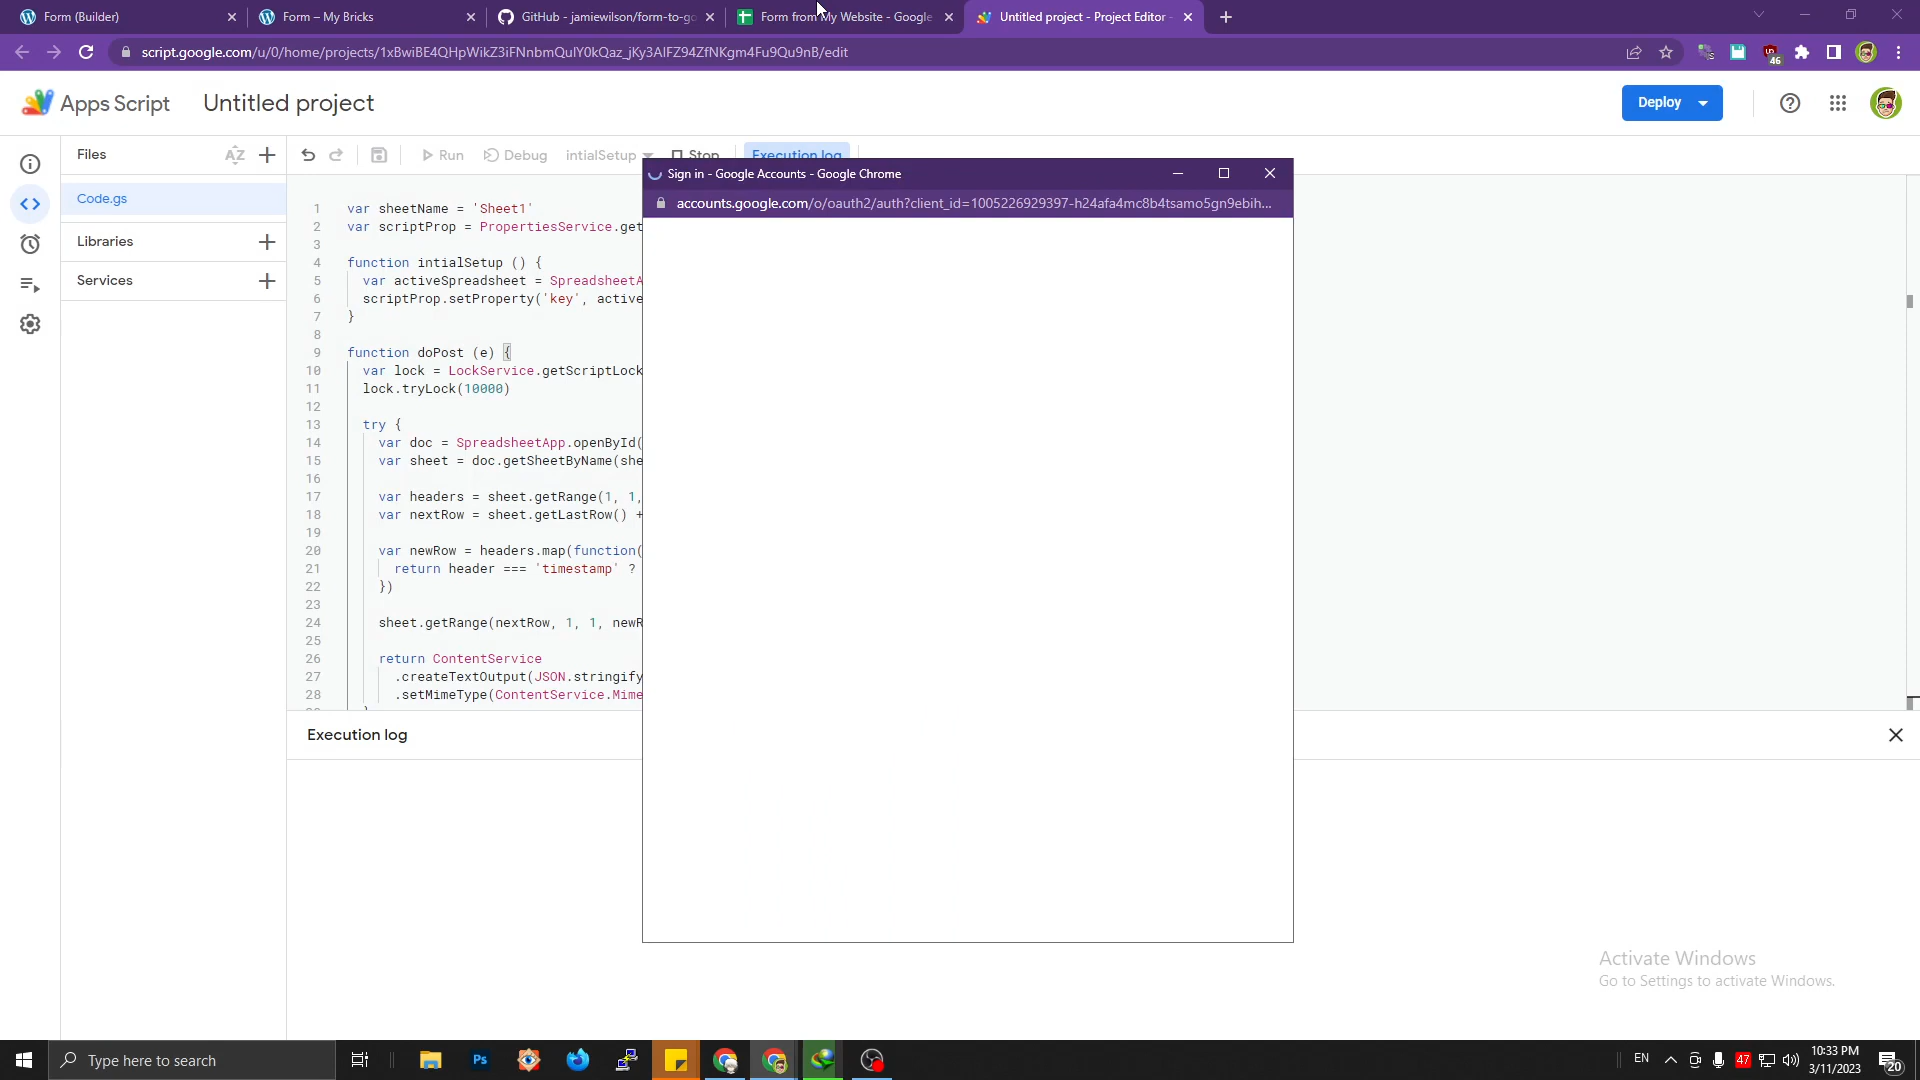 Form (Builder)
Form – My Bricks
GitHub - jamiewilson/form-to-go
Form from My Website - Google
Untitled project - Project Editor -
script.google.com/u/0/home/projects/1xBwiBE4QHpWikZ3iFNnbmQulY0kQaz_jKy3AlFZ94ZfNKgm4Fu9Qu9nB/edit
46
Apps Script
Untitled project
Deploy
Files
AZ
Run
Debug
intialSetup
Stop
Execution log
Code.gs
Libraries
Services
Sign in - Google Accounts - Google Chrome
accounts.google.com/o/oauth2/auth?client_id=1005226929397-h24afa4mc8b4tsamo5gn9ebih...
1 var sheetName = 'Sheet1'
2 var scriptProp = PropertiesService.get
3
4 function intialSetup () {
5 var activeSpreadsheet = SpreadsheetA
6 scriptProp.setProperty('key', active
7 }
8
9 function doPost (e) {
10 var lock = LockService.getScriptLock
11 lock.tryLock(10000)
12
13 try {
14 var doc = SpreadsheetApp.openById(
15 var sheet = doc.getSheetByName(she
16
17 var headers = sheet.getRange(1, 1,
18 var nextRow = sheet.getLastRow() +
19
20 var newRow = headers.map(function(
21 return header === 'timestamp' ?
22 })
23
24 sheet.getRange(nextRow, 1, 1, newR
25
26 return ContentService
27 .createTextOutput(JSON.stringify
28 .setMimeType(ContentService.Mime
Execution log
Activate Windows
Go to Settings to activate Windows.
Type here to search
Ps
EN
47
10:33 PM
3/11/2023
20